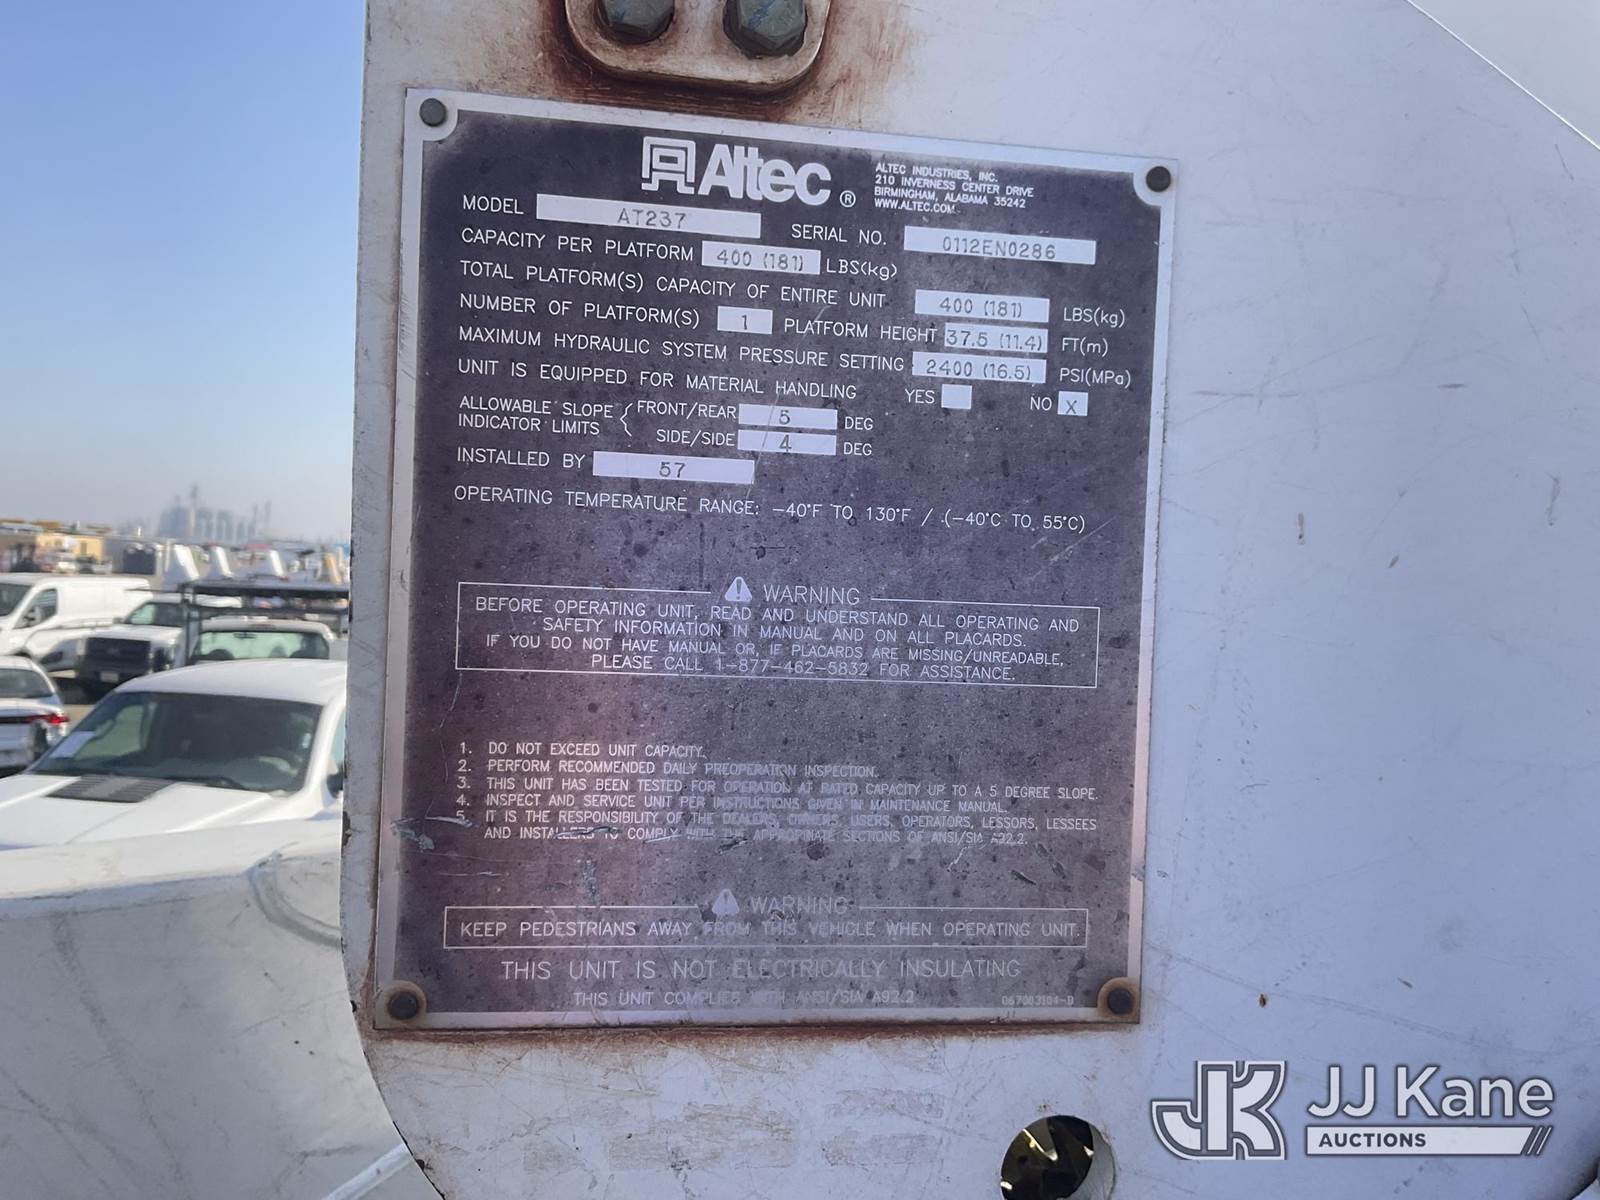 Altec ®
ALTEC INDUSTRIES, INC.
210 INVERNESS CENTER DRIVE
BIRMINGHAM, ALABAMA 35242
WWW.ALTEC.COM
MODEL AT237 SERIAL NO. 0112EN0286
CAPACITY PER PLATFORM 400 (181) LBS(kg)
TOTAL PLATFORM(S) CAPACITY OF ENTIRE UNIT 400 (181) LBS(kg)
NUMBER OF PLATFORM(S) 1 PLATFORM HEIGHT 37.5 (11.4) FT(m)
MAXIMUM HYDRAULIC SYSTEM PRESSURE SETTING 2400 (16.5) PSI(MPa)
UNIT IS EQUIPPED FOR MATERIAL HANDLING YES NO X
ALLOWABLE SLOPE FRONT/REAR 5 DEG
INDICATOR LIMITS SIDE/SIDE 4 DEG
INSTALLED BY 57
OPERATING TEMPERATURE RANGE: -40°F TO 130°F / (-40°C TO 55°C)
WARNING
BEFORE OPERATING UNIT, READ AND UNDERSTAND ALL OPERATING AND
SAFETY INFORMATION IN MANUAL AND ON ALL PLACARDS.
IF YOU DO NOT HAVE MANUAL OR, IF PLACARDS ARE MISSING/UNREADABLE,
PLEASE CALL 1-877-462-5832 FOR ASSISTANCE.
1. DO NOT EXCEED UNIT CAPACITY.
2. PERFORM RECOMMENDED DAILY PREOPERATION INSPECTION.
3. THIS UNIT HAS BEEN TESTED FOR OPERATION AT RATED CAPACITY UP TO A 5 DEGREE SLOPE.
4. INSPECT AND SERVICE UNIT PER INSTRUCTIONS GIVEN IN MAINTENANCE MANUAL.
5. IT IS THE RESPONSIBILITY OF THE DEALERS, OWNERS, USERS, OPERATORS, LESSORS, LESSEES
AND INSTALLERS TO COMPLY WITH THE APPROPRIATE SECTIONS OF ANSI/SIA A92.2.
WARNING
KEEP PEDESTRIANS AWAY FROM THIS VEHICLE WHEN OPERATING UNIT.
THIS UNIT IS NOT ELECTRICALLY INSULATING
THIS UNIT COMPLIES WITH ANSI/SIA A92.2
067003104-D
JK JJ Kane
AUCTIONS